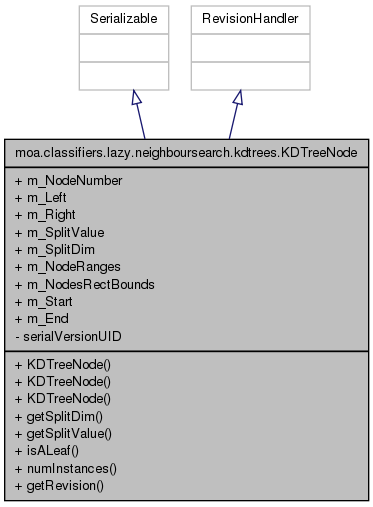 Serializable
RevisionHandler
moa.classifiers.lazy.neighboursearch.kdtrees.KDTreeNode
+ m_NodeNumber
+ m_Left
+ m_Right
+ m_SplitValue
+ m_SplitDim
+ m_NodeRanges
+ m_NodesRectBounds
+ m_Start
+ m_End
- serialVersionUID
+ KDTreeNode()
+ KDTreeNode()
+ KDTreeNode()
+ getSplitDim()
+ getSplitValue()
+ isALeaf()
+ numInstances()
+ getRevision()